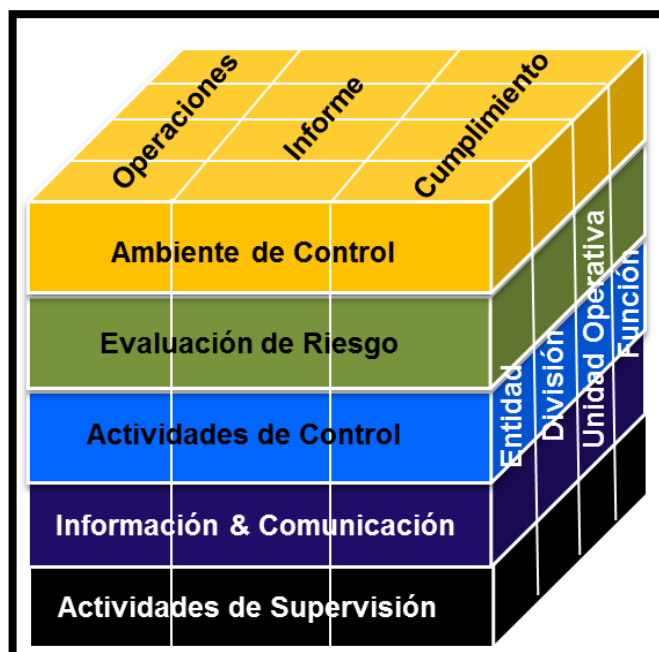 Operaciones
Informe
Cumplimiento
Ambiente de Control
Evaluación de Riesgo
Actividades de Control
Información & Comunicación
Actividades de Supervisión
Entidad
División
Unidad Operativa
Función